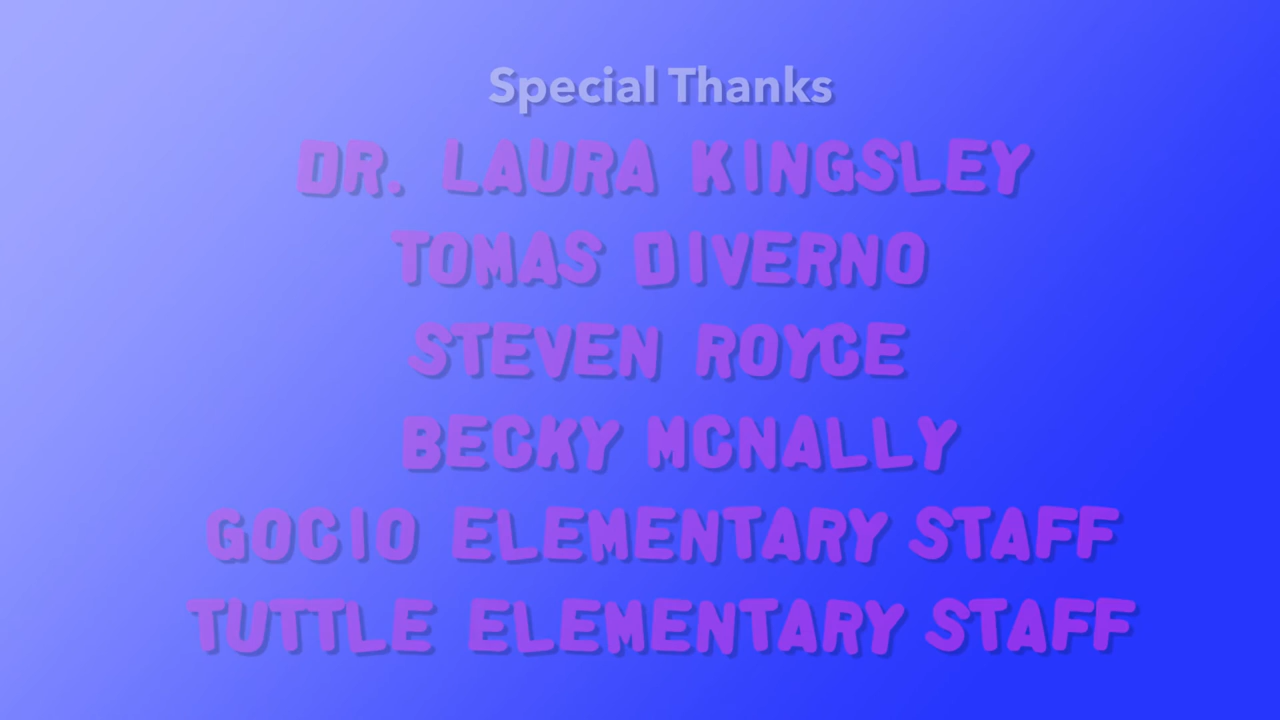 Special Thanks
DR. LAURA KINGSLEY
TOMAS DIVERNO
STEVEN ROYCE
BECKY MCNALLY
GOCIO ELEMENTARY STAFF
TUTTLE ELEMENTARY STAFF